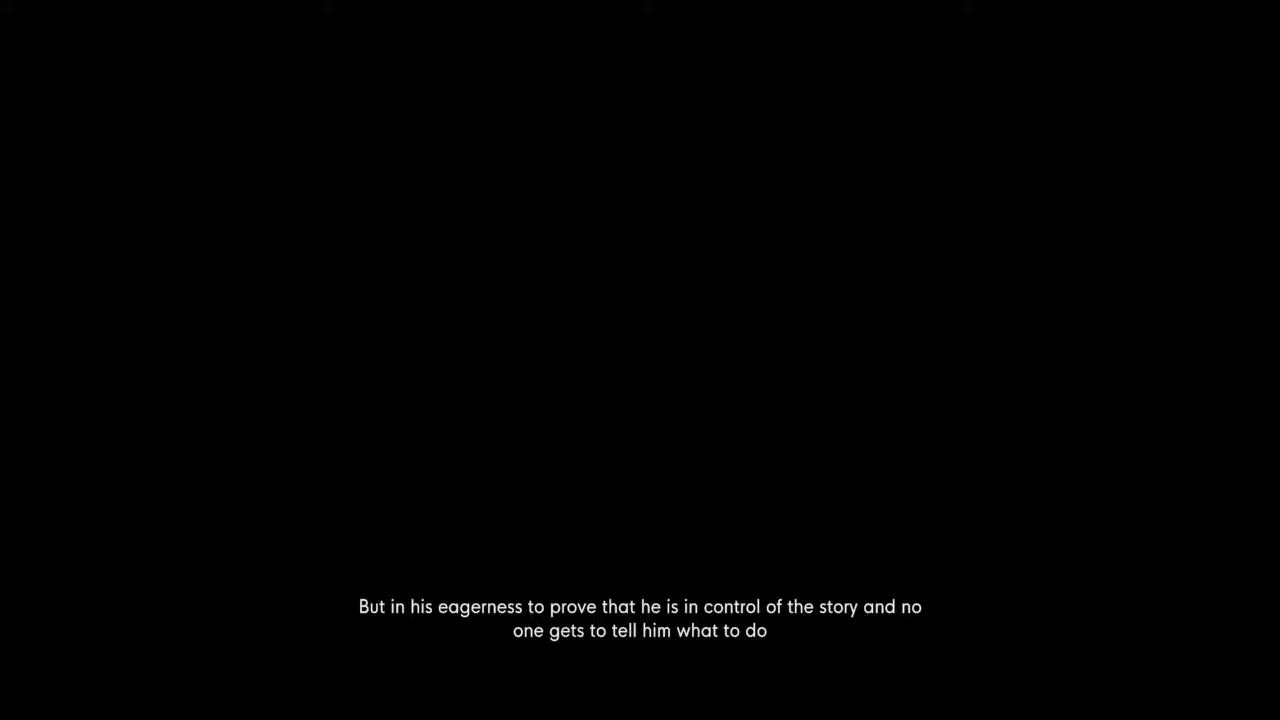 But in his eagerness to prove that he is in control of the story and no
one gets to tell him what to do